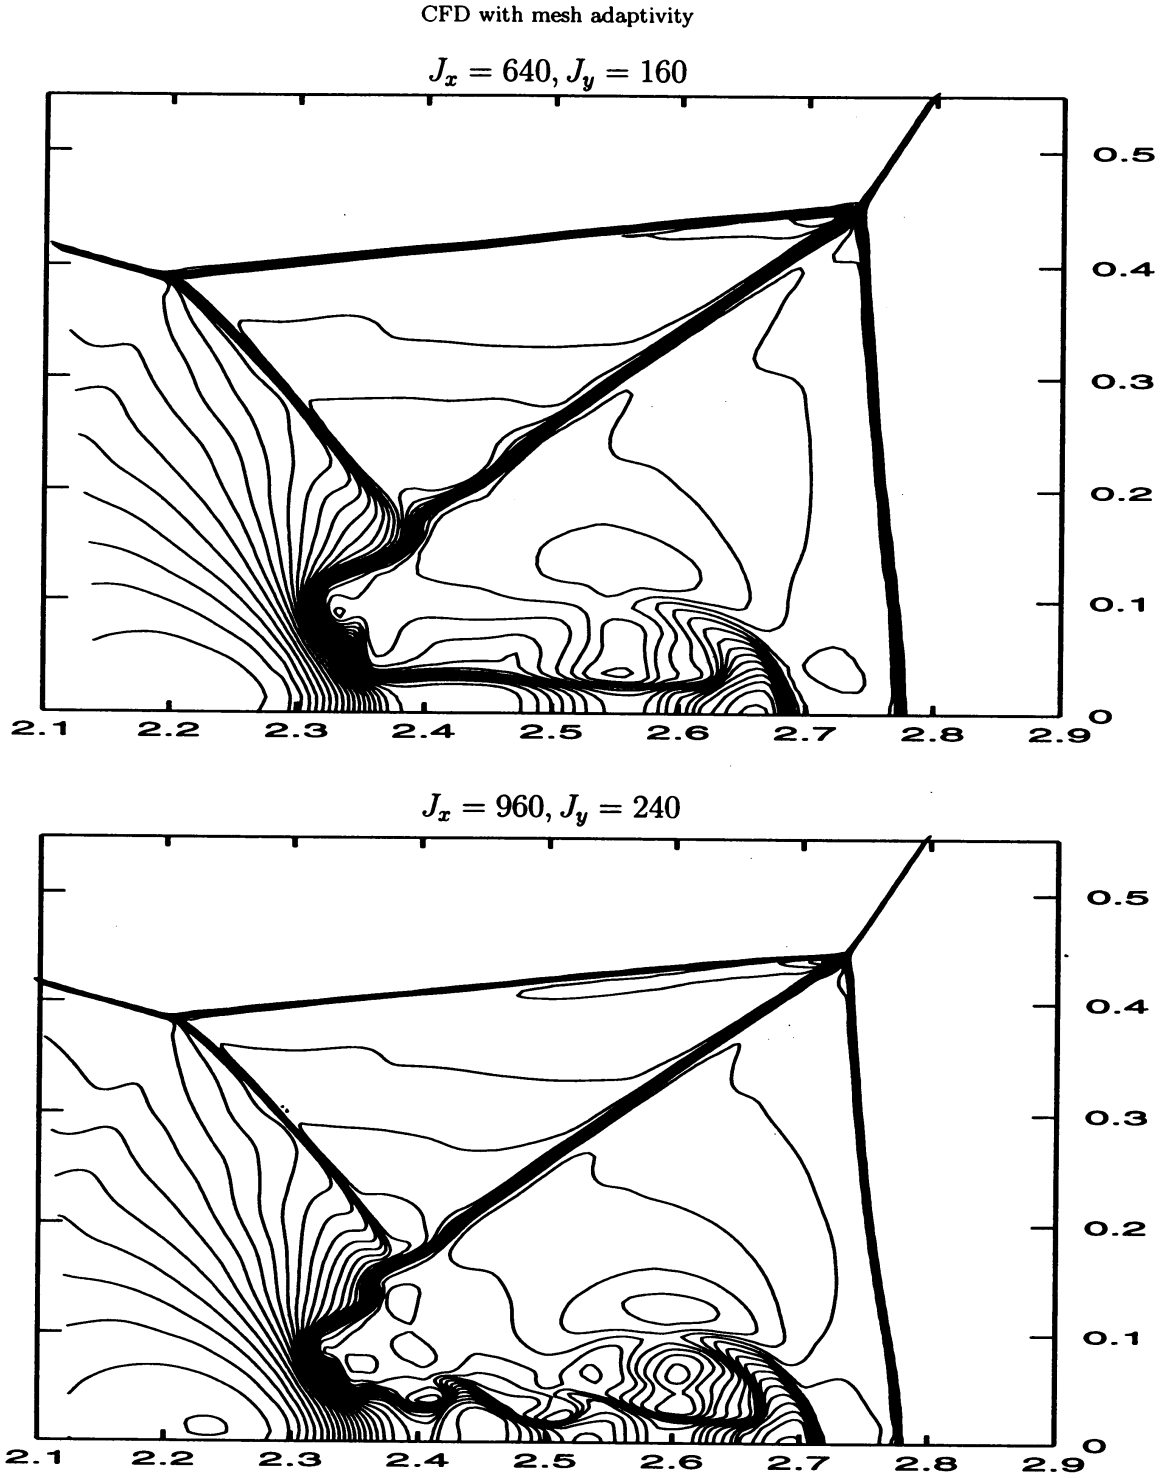 CFD with mesh adaptivity
J_x = 640, J_y = 160
0.5
0.4
0.3
0.2
0.1
0
2.1 2.2 2.3 2.4 2.5 2.6 2.7 2.8 2.9
J_x = 960, J_y = 240
0.5
0.4
0.3
0.2
0.1
0
2.1 2.2 2.3 2.4 2.5 2.6 2.7 2.8 2.9